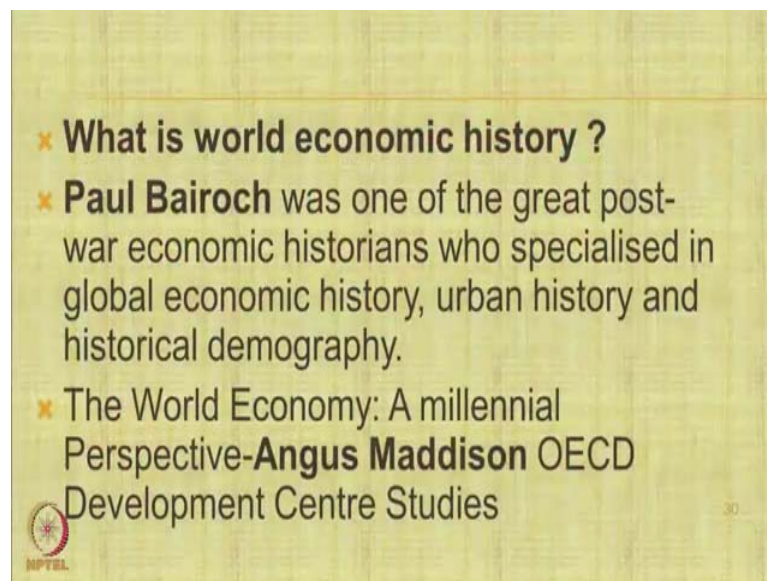 What is world economic history ?
Paul Bairoch was one of the great post-
war economic historians who specialised in
global economic history, urban history and
historical demography.
The World Economy: A millennial
Perspective-Angus Maddison OECD
Development Centre Studies
30
NPTEL